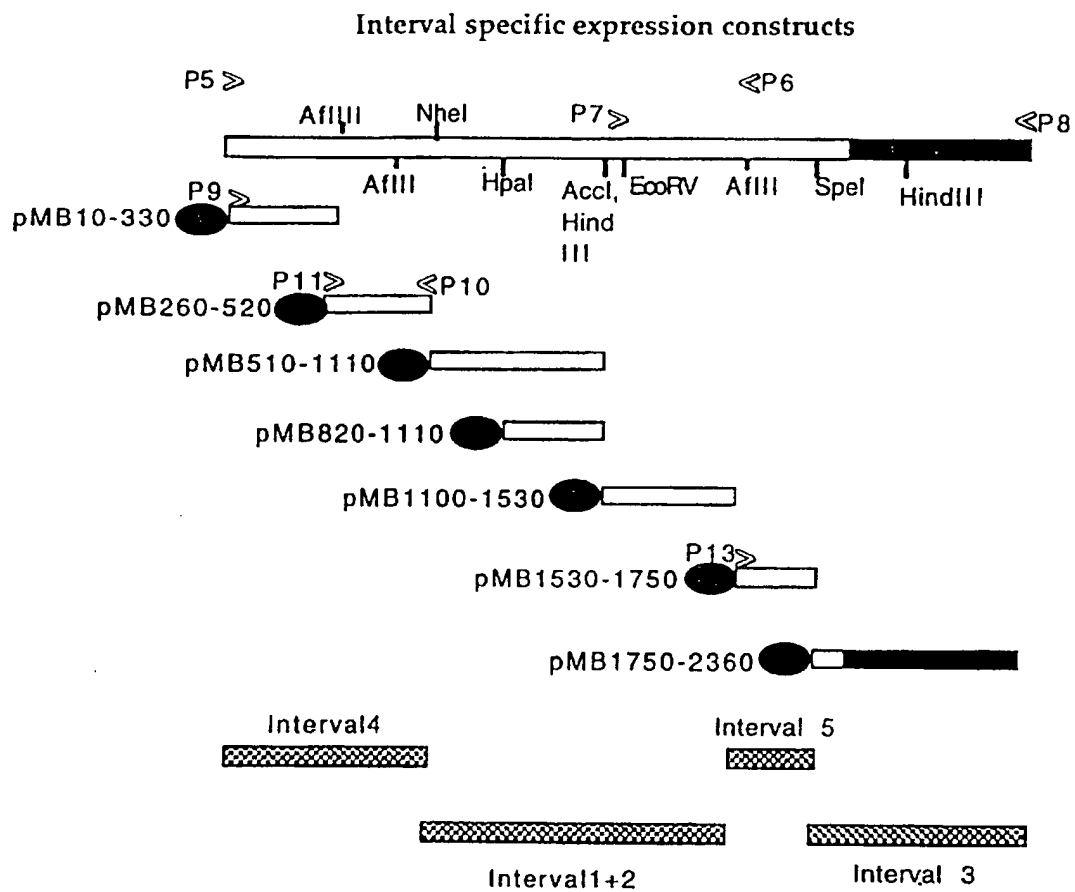 Interval specific expression constructs
P5 P6
AflIII NheI P7 P8
AflII HpaI AccI, EcoRV AflII SpeI HindIII
Hind
III
P9
pMB10-330
P11 P10
pMB260-520
pMB510-1110
pMB820-1110
pMB1100-1530
P13
pMB1530-1750
pMB1750-2360
Interval4 Interval 5
Interval1+2 Interval 3